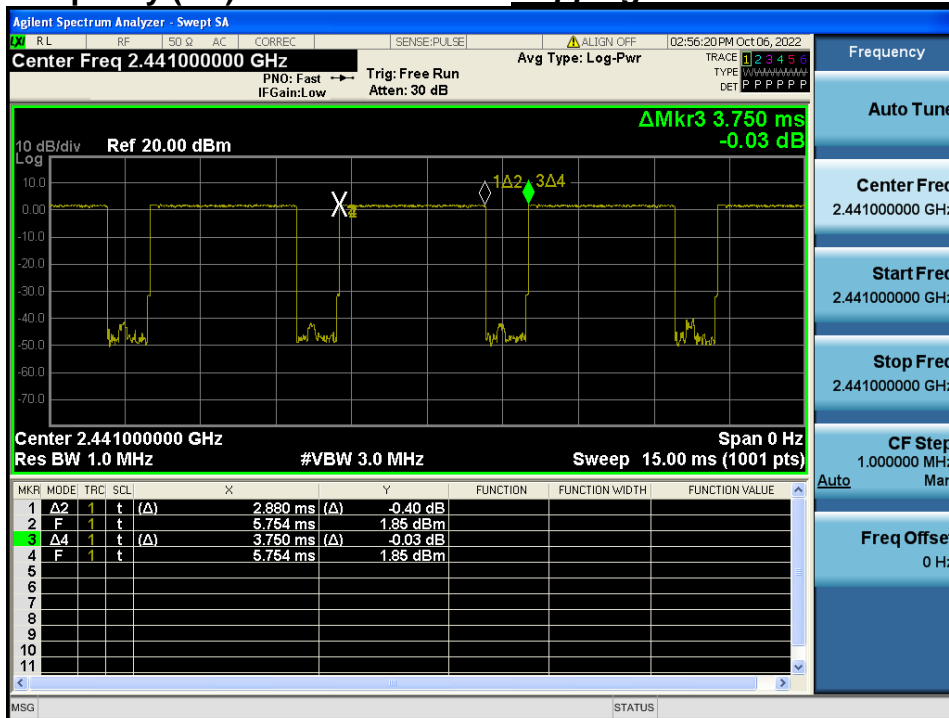 Agilent Spectrum Analyzer - Swept SA
LXI RL RF 50 Ω AC CORREC SENSE:PULSE ALIGN OFF 02:56:20 PM Oct 06, 2022
Center Freq 2.441000000 GHz
PNO: Fast
IFGain:Low
Trig: Free Run
Atten: 30 dB
Avg Type: Log-Pwr
TRACE 1 2 3 4 5 6
TYPE
DET P P P P P P
ΔMkr3 3.750 ms
-0.03 dB
10 dB/div Ref 20.00 dBm
Log
10.0
0.00
-10.0
-20.0
-30.0
-40.0
-50.0
-60.0
-70.0
X
1Δ2
3Δ4
Center 2.441000000 GHz Span 0 Hz
Res BW 1.0 MHz #VBW 3.0 MHz Sweep 15.00 ms (1001 pts)
MKR MODE TRC SCL X Y FUNCTION FUNCTION WIDTH FUNCTION VALUE
1 Δ2 1 t (Δ) 2.880 ms (Δ) -0.40 dB
2 F 1 t 5.754 ms 1.85 dBm
3 Δ4 1 t (Δ) 3.750 ms (Δ) -0.03 dB
4 F 1 t 5.754 ms 1.85 dBm
5
6
7
8
9
10
11
MSG STATUS
Frequency
Auto Tune
Center Freq
2.441000000 GHz
Start Freq
2.441000000 GHz
Stop Freq
2.441000000 GHz
CF Step
1.000000 MHz
Auto Man
Freq Offset
0 Hz